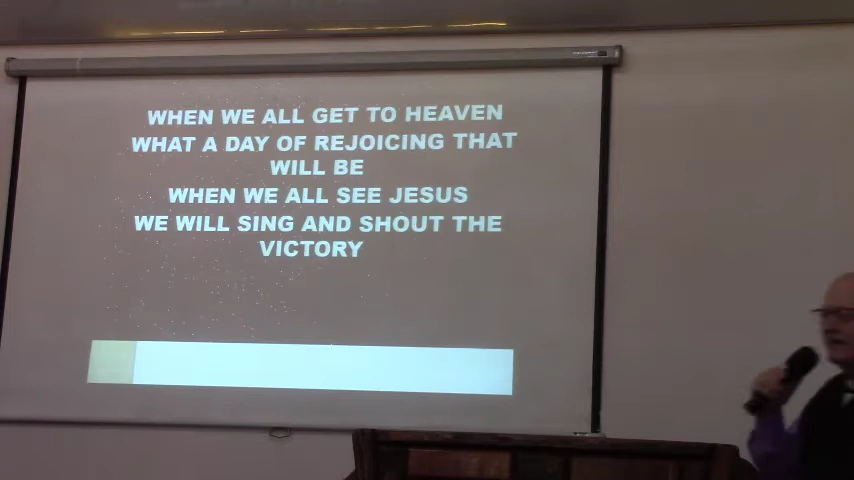 WHEN WE ALL GET TO HEAVEN
WHAT A DAY OF REJOICING THAT
WILL BE
WHEN WE ALL SEE JESUS
WE WILL SING AND SHOUT THE
VICTORY